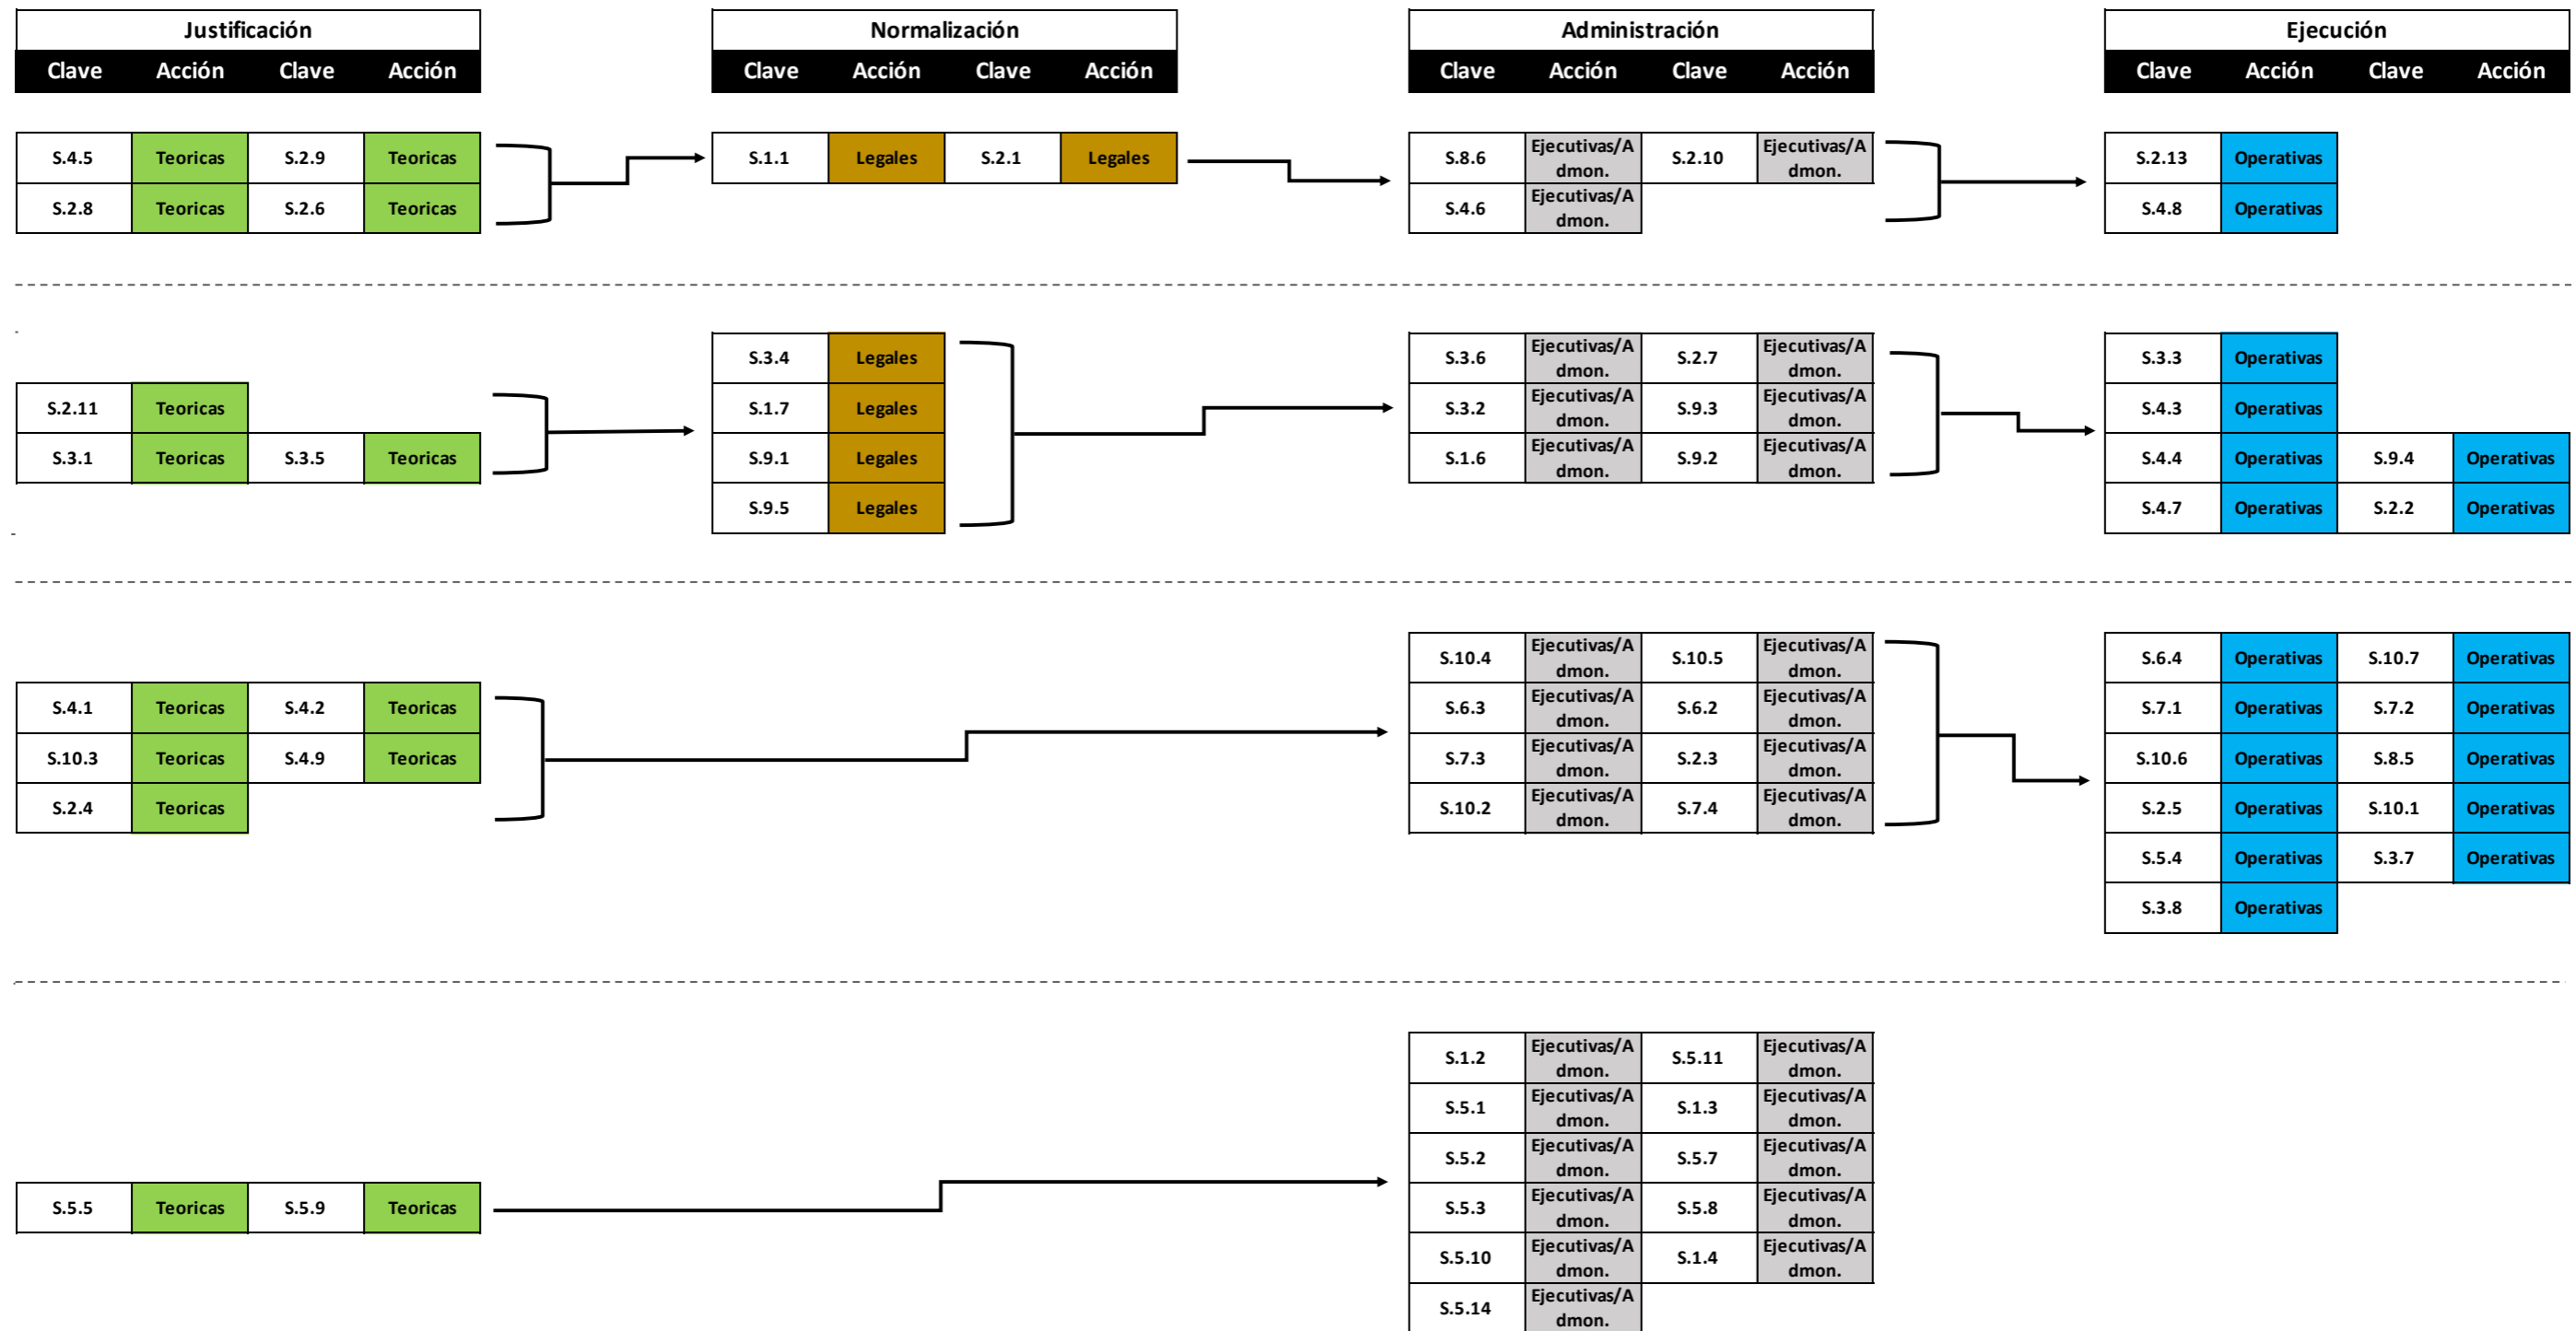 Justificación Normalización Administración Ejecución
Clave Acción Clave Acción Clave Acción Clave Acción Clave Acción Clave Acción Clave Acción Clave Acción
S.4.5 Teoricas S.2.9 Teoricas S.1.1 Legales S.2.1 Legales S.8.6 Ejecutivas/Admon. S.2.10 Ejecutivas/Admon. S.2.13 Operativas
S.2.8 Teoricas S.2.6 Teoricas S.4.6 Ejecutivas/Admon. S.4.8 Operativas
S.3.4 Legales S.3.6 Ejecutivas/Admon. S.2.7 Ejecutivas/Admon. S.3.3 Operativas
S.2.11 Teoricas S.1.7 Legales S.3.2 Ejecutivas/Admon. S.9.3 Ejecutivas/Admon. S.4.3 Operativas
S.3.1 Teoricas S.3.5 Teoricas S.9.1 Legales S.1.6 Ejecutivas/Admon. S.9.2 Ejecutivas/Admon. S.4.4 Operativas S.9.4 Operativas
S.9.5 Legales S.4.7 Operativas S.2.2 Operativas
S.10.4 Ejecutivas/Admon. S.10.5 Ejecutivas/Admon. S.6.4 Operativas S.10.7 Operativas
S.4.1 Teoricas S.4.2 Teoricas S.6.3 Ejecutivas/Admon. S.6.2 Ejecutivas/Admon. S.7.1 Operativas S.7.2 Operativas
S.10.3 Teoricas S.4.9 Teoricas S.7.3 Ejecutivas/Admon. S.2.3 Ejecutivas/Admon. S.10.6 Operativas S.8.5 Operativas
S.2.4 Teoricas S.10.2 Ejecutivas/Admon. S.7.4 Ejecutivas/Admon. S.2.5 Operativas S.10.1 Operativas
S.5.4 Operativas S.3.7 Operativas
S.3.8 Operativas
S.1.2 Ejecutivas/Admon. S.5.11 Ejecutivas/Admon.
S.5.1 Ejecutivas/Admon. S.1.3 Ejecutivas/Admon.
S.5.2 Ejecutivas/Admon. S.5.7 Ejecutivas/Admon.
S.5.5 Teoricas S.5.9 Teoricas S.5.3 Ejecutivas/Admon. S.5.8 Ejecutivas/Admon.
S.5.10 Ejecutivas/Admon. S.1.4 Ejecutivas/Admon.
S.5.14 Ejecutivas/Admon.